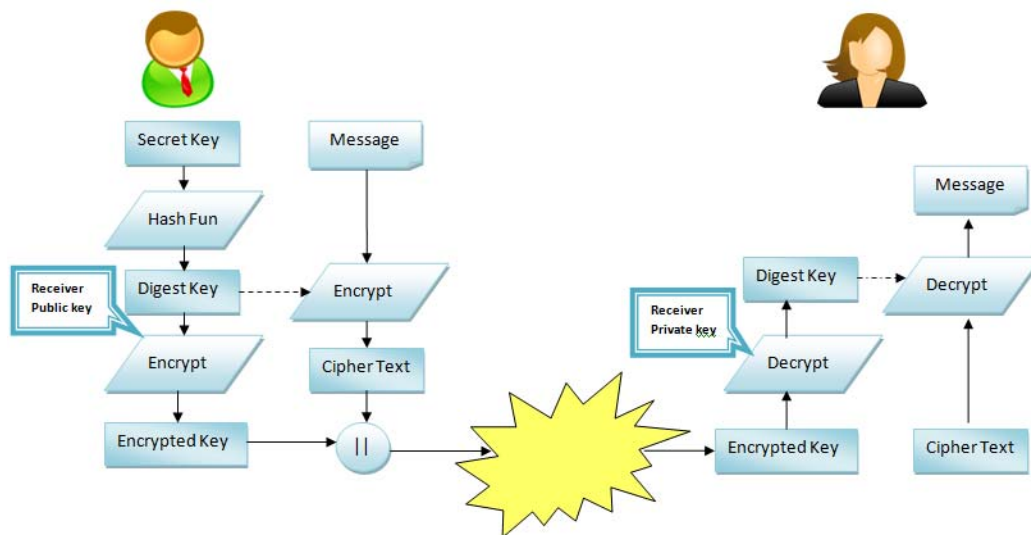 Secret Key
Message
Hash Fun
Receiver
Public key
Digest Key
Encrypt
Encrypt
Cipher Text
Encrypted Key
||
Message
Digest Key
Decrypt
Receiver
Private key
Decrypt
Encrypted Key
Cipher Text